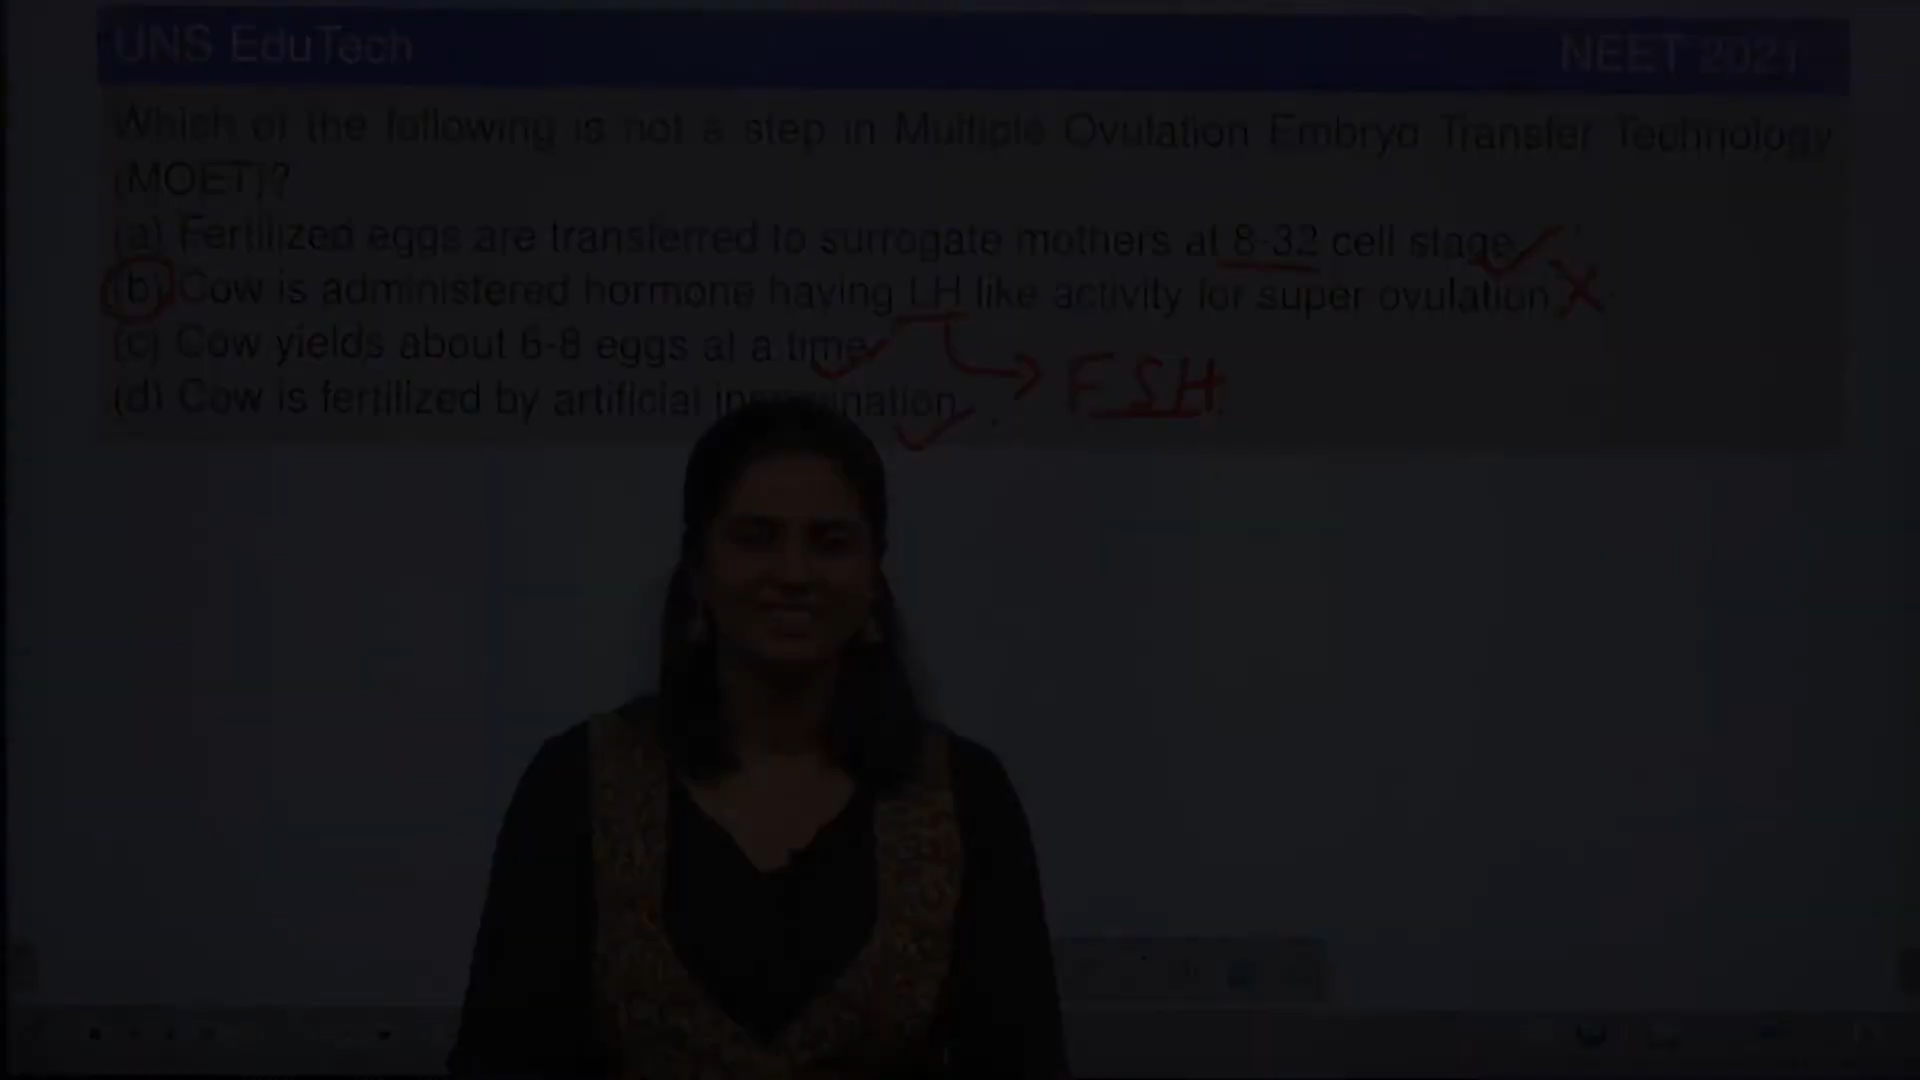 UNS EduTech NEET 2021
Which of the following is not a step in Multiple Ovulation Embryo Transfer Technology
(MOET)?
(a) Fertilized eggs are transferred to surrogate mothers at 8-32 cell stage
(b) Cow is administered hormone having LH like activity for super ovulation
(c) Cow yields about 6-8 eggs at a time
(d) Cow is fertilized by artificial insemination
FSH